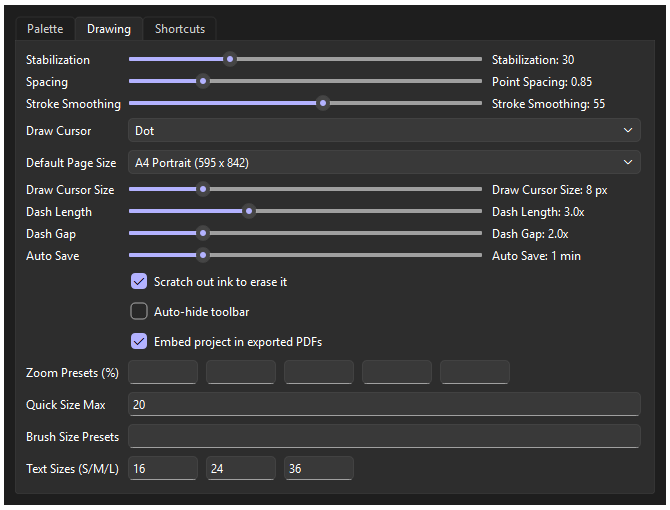 Palette Drawing Shortcuts
Stabilization Stabilization: 30
Spacing Point Spacing: 0.85
Stroke Smoothing Stroke Smoothing: 55
Draw Cursor Dot
Default Page Size A4 Portrait (595 x 842)
Draw Cursor Size Draw Cursor Size: 8 px
Dash Length Dash Length: 3.0x
Dash Gap Dash Gap: 2.0x
Auto Save Auto Save: 1 min
Scratch out ink to erase it
Auto-hide toolbar
Embed project in exported PDFs
Zoom Presets (%)
Quick Size Max 20
Brush Size Presets
Text Sizes (S/M/L) 16 24 36